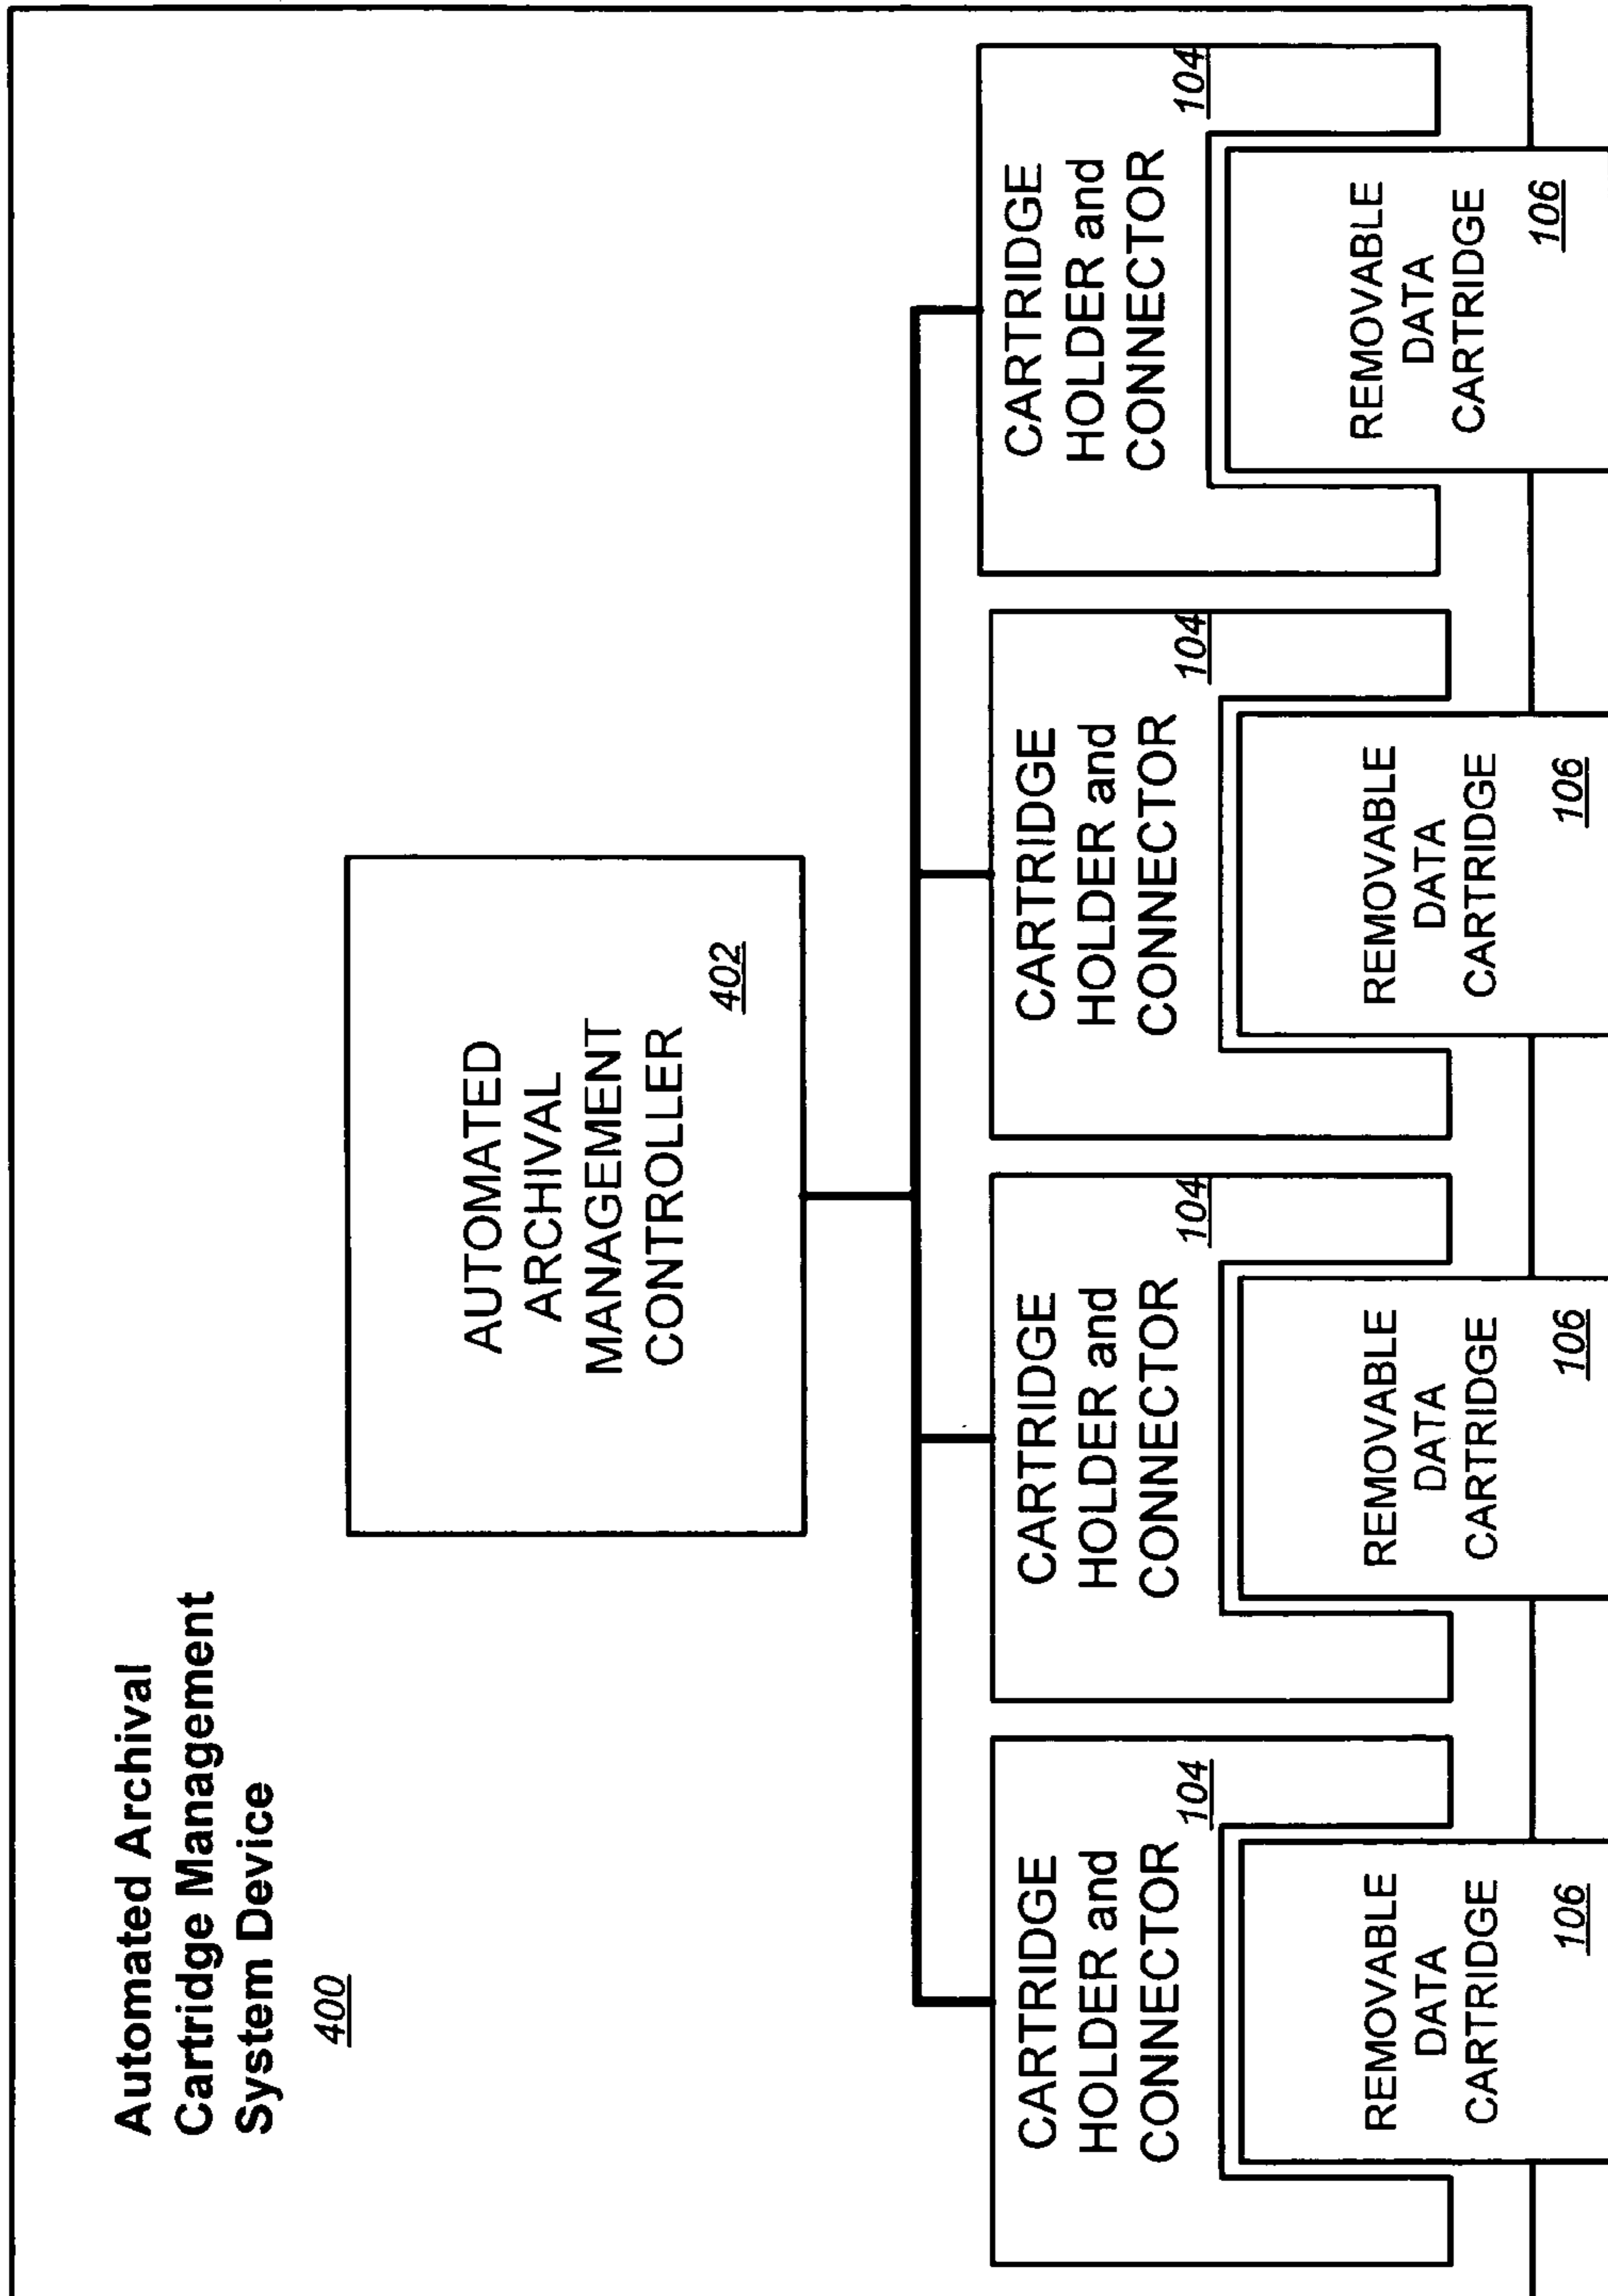 Automated Archival
Cartridge Management
System Device
400
AUTOMATED
ARCHIVAL
MANAGEMENT
CONTROLLER
402
CARTRIDGE
HOLDER and
CONNECTOR
104
REMOVABLE
DATA
CARTRIDGE
106
CARTRIDGE
HOLDER and
CONNECTOR
104
REMOVABLE
DATA
CARTRIDGE
106
CARTRIDGE
HOLDER and
CONNECTOR
104
REMOVABLE
DATA
CARTRIDGE
106
CARTRIDGE
HOLDER and
CONNECTOR
104
REMOVABLE
DATA
CARTRIDGE
106